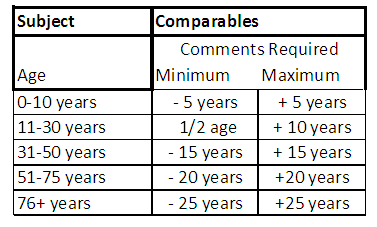 Subject Comparables
Comments Required
Age Minimum Maximum
0-10 years - 5 years + 5 years
11-30 years 1/2 age + 10 years
31-50 years - 15 years + 15 years
51-75 years - 20 years +20 years
76+ years - 25 years +25 years